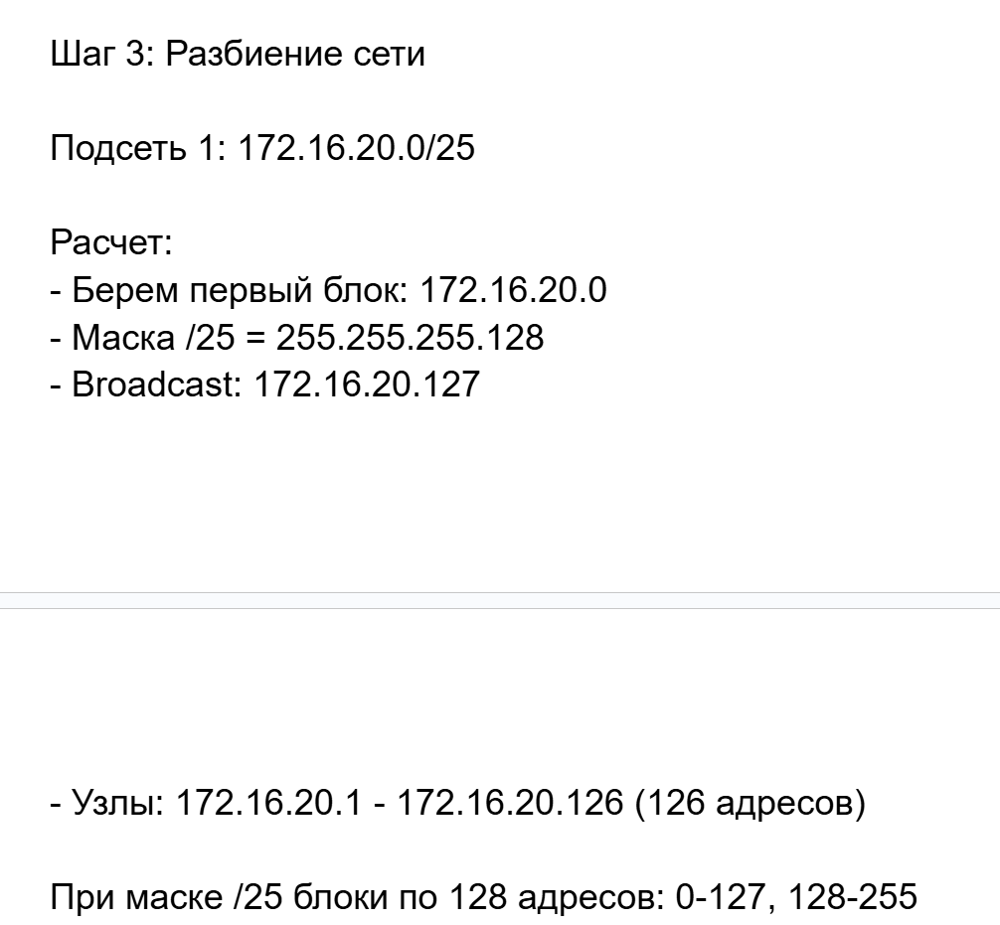 Шаг 3: Разбиение сети
Подсеть 1: 172.16.20.0/25
Расчет:
- Берем первый блок: 172.16.20.0
- Маска /25 = 255.255.255.128
- Broadcast: 172.16.20.127
- Узлы: 172.16.20.1 - 172.16.20.126 (126 адресов)
При маске /25 блоки по 128 адресов: 0-127, 128-255